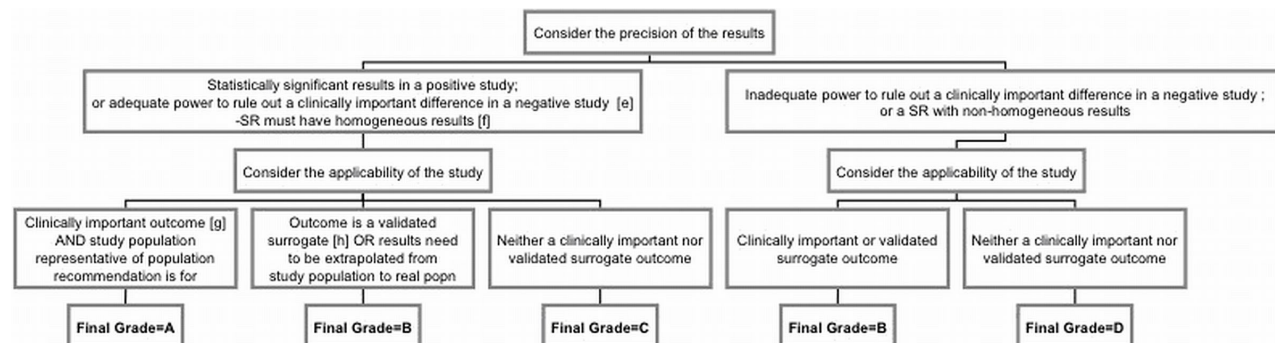 Consider the precision of the results
Statistically significant results in a positive study;
or adequate power to rule out a clinically important difference in a negative study [e]
-SR must have homogeneous results [f]
Inadequate power to rule out a clinically important difference in a negative study ;
or a SR with non-homogeneous results
Consider the applicability of the study
Consider the applicability of the study
Clinically important outcome [g]
AND study population
representative of population
recommendation is for
Outcome is a validated
surrogate [h] OR results need
to be extrapolated from
study population to real popn
Neither a clinically important nor
validated surrogate outcome
Clinically important or validated
surrogate outcome
Neither a clinically important nor
validated surrogate outcome
Final Grade=A
Final Grade=B
Final Grade=C
Final Grade=B
Final Grade=D